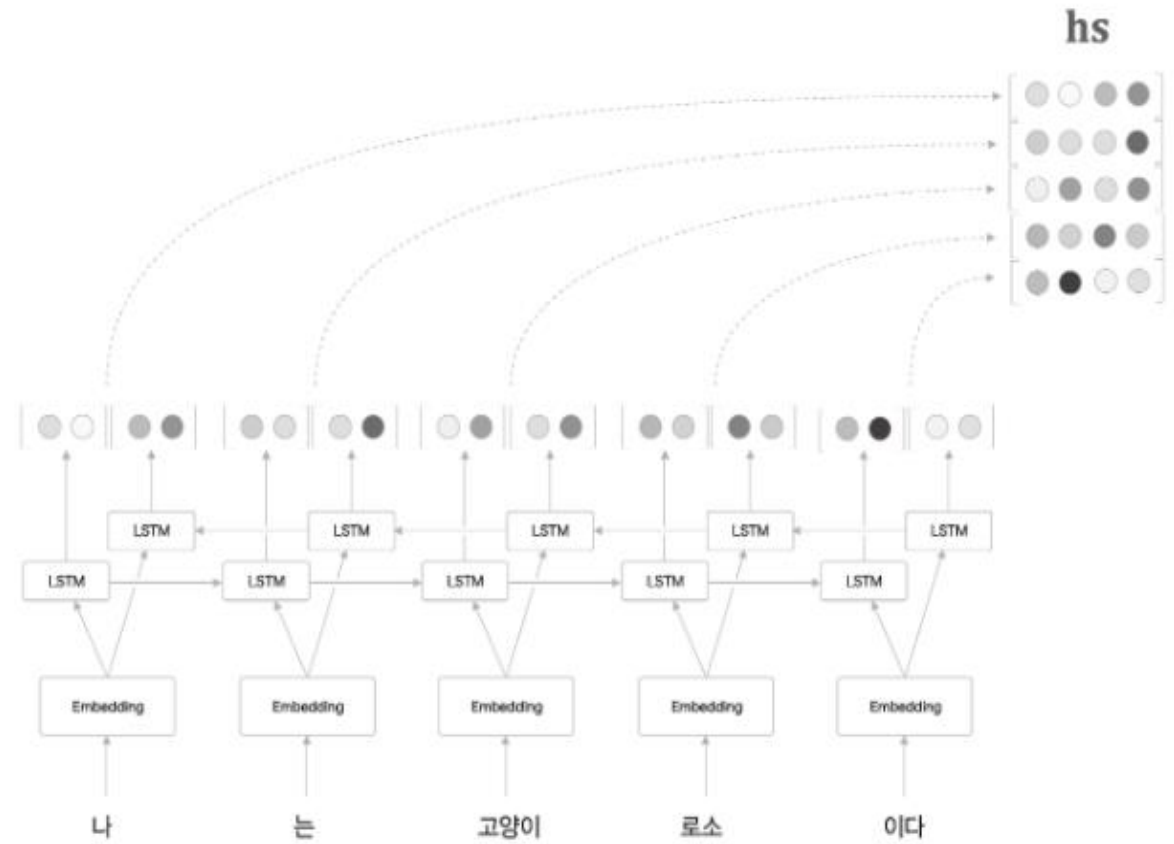 hs
LSTM LSTM LSTM LSTM LSTM
LSTM LSTM LSTM LSTM LSTM
Embedding Embedding Embedding Embedding Embedding
나 는 고양이 로소 이다